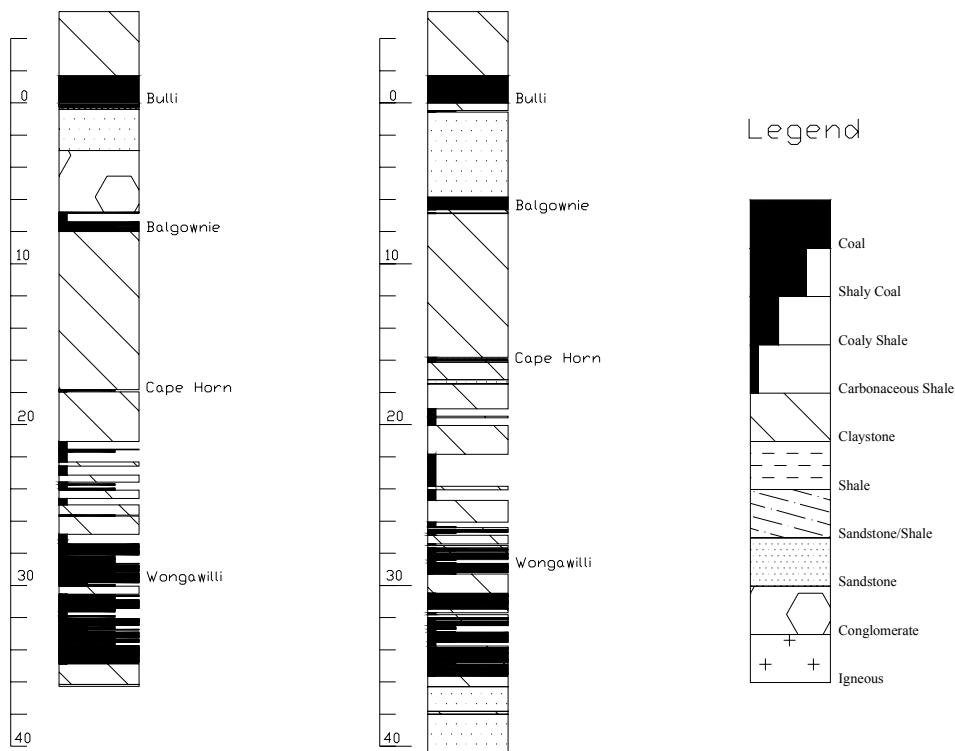 0
Bulli
Balgownie
10
Cape Horn
20
Wongawilli
30
40
0
Bulli
Balgownie
10
Cape Horn
20
Wongawilli
30
40
Legend
Coal
Shaly Coal
Coaly Shale
Carbonaceous Shale
Claystone
Shale
Sandstone/Shale
Sandstone
Conglomerate
Igneous